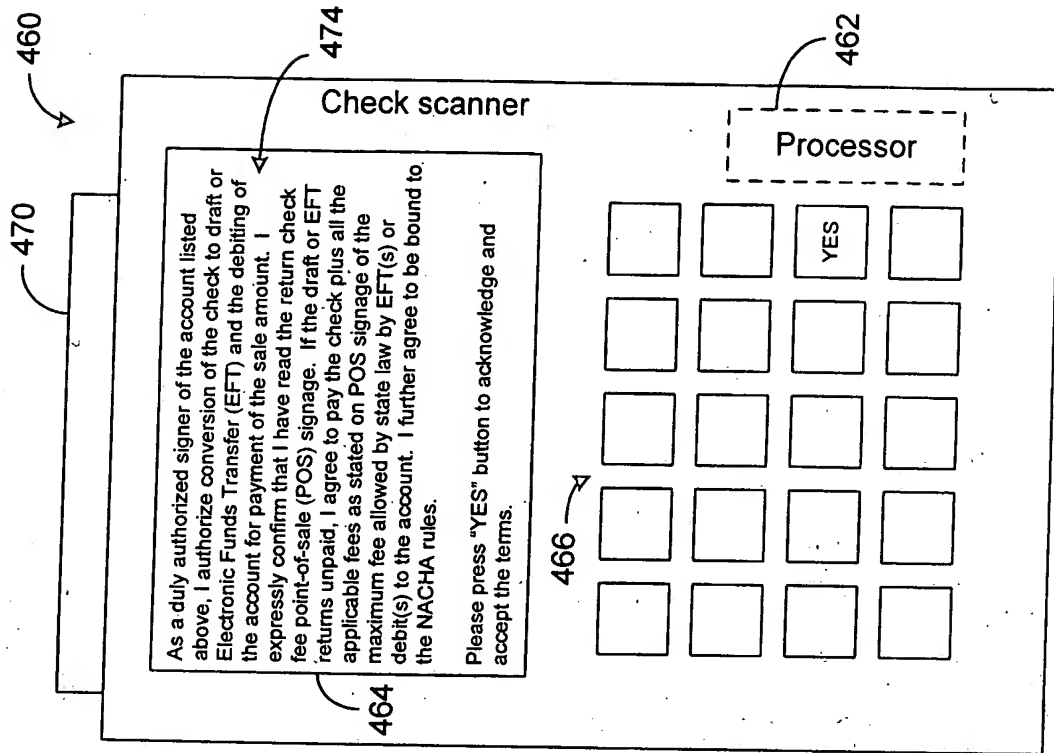 460
470
474
Check scanner
As a duly authorized signer of the account listed
above, I authorize conversion of the check to draft or
Electronic Funds Transfer (EFT) and the debiting of
the account for payment of the sale amount. I
expressly confirm that I have read the return check
fee point-of-sale (POS) signage. If the draft or EFT
returns unpaid, I agree to pay the check plus all the
applicable fees as stated on POS signage of the
maximum fee allowed by state law by EFT(s) or
debit(s) to the account. I further agree to be bound to
the NACHA rules.
Please press "YES" button to acknowledge and
accept the terms.
464
466
YES
Processor
462